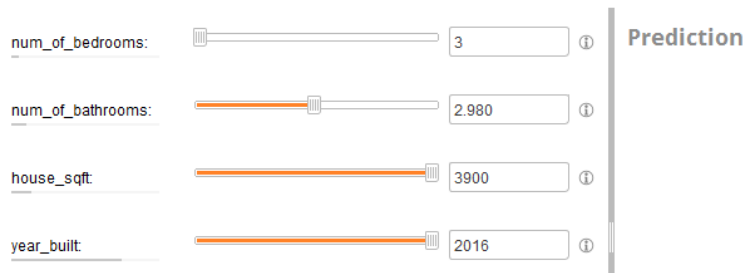 num_of_bedrooms: 3 Prediction
num_of_bathrooms: 2.980
house_sqft: 3900
year_built: 2016